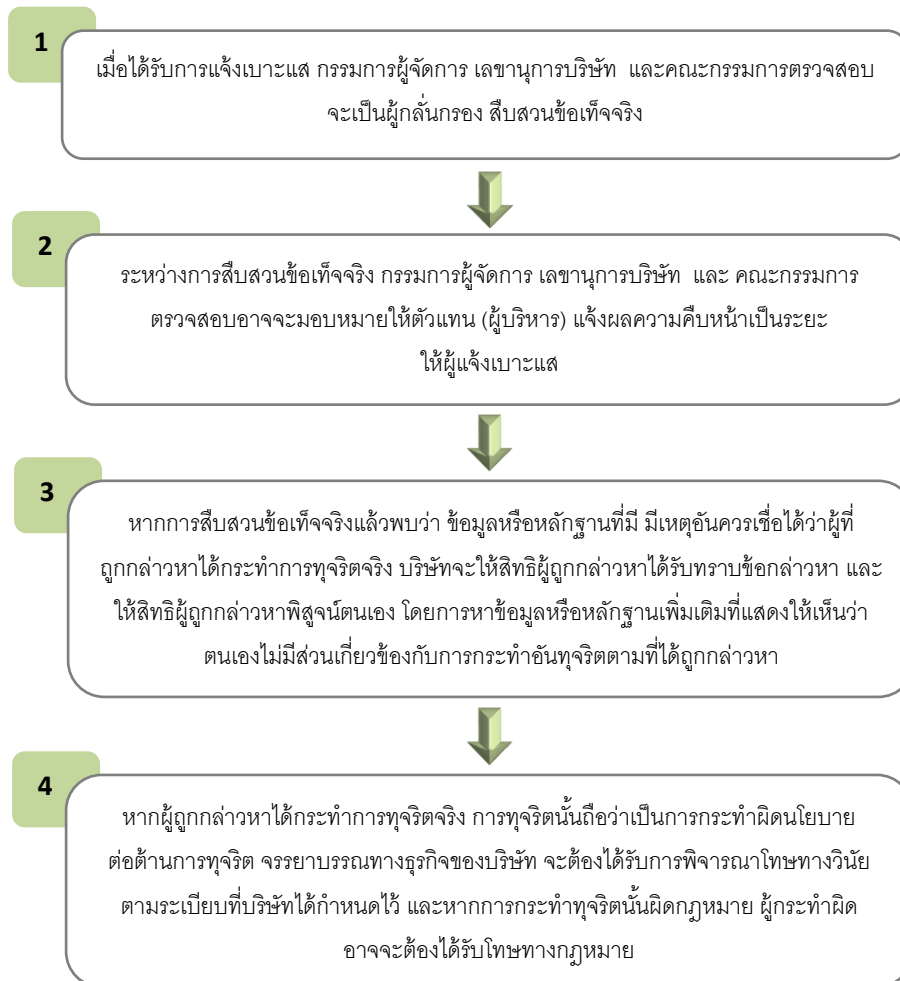 1
เมื่อได้รับการแจ้งเบาะแส กรรมการผู้จัดการ เลขานุการบริษัท และคณะกรรมการตรวจสอบ
จะเป็นผู้กลั่นกรอง สืบสวนข้อเท็จจริง
2
ระหว่างการสืบสวนข้อเท็จจริง กรรมการผู้จัดการ เลขานุการบริษัท และ คณะกรรมการ
ตรวจสอบอาจจะมอบหมายให้ตัวแทน (ผู้บริหาร) แจ้งผลความคืบหน้าเป็นระยะ
ให้ผู้แจ้งเบาะแส
3
หากการสืบสวนข้อเท็จจริงแล้วพบว่า ข้อมูลหรือหลักฐานที่มี มีเหตุอันควรเชื่อได้ว่าผู้ที่
ถูกกล่าวหาได้กระทำการทุจริตจริง บริษัทจะให้สิทธิผู้ถูกกล่าวหาได้รับทราบข้อกล่าวหา และ
ให้สิทธิผู้ถูกกล่าวหาพิสูจน์ตนเอง โดยการหาข้อมูลหรือหลักฐานเพิ่มเติมที่แสดงให้เห็นว่า
ตนเองไม่มีส่วนเกี่ยวข้องกับการกระทำอันทุจริตตามที่ได้ถูกกล่าวหา
4
หากผู้ถูกกล่าวหาได้กระทำการทุจริตจริง การทุจริตนั้นถือว่าเป็นการกระทำผิดนโยบาย
ต่อต้านการทุจริต จรรยาบรรณทางธุรกิจของบริษัท จะต้องได้รับการพิจารณาโทษทางวินัย
ตามระเบียบที่บริษัทได้กำหนดไว้ และหากการกระทำทุจริตนั้นผิดกฎหมาย ผู้กระทำผิด
อาจจะต้องได้รับโทษทางกฎหมาย